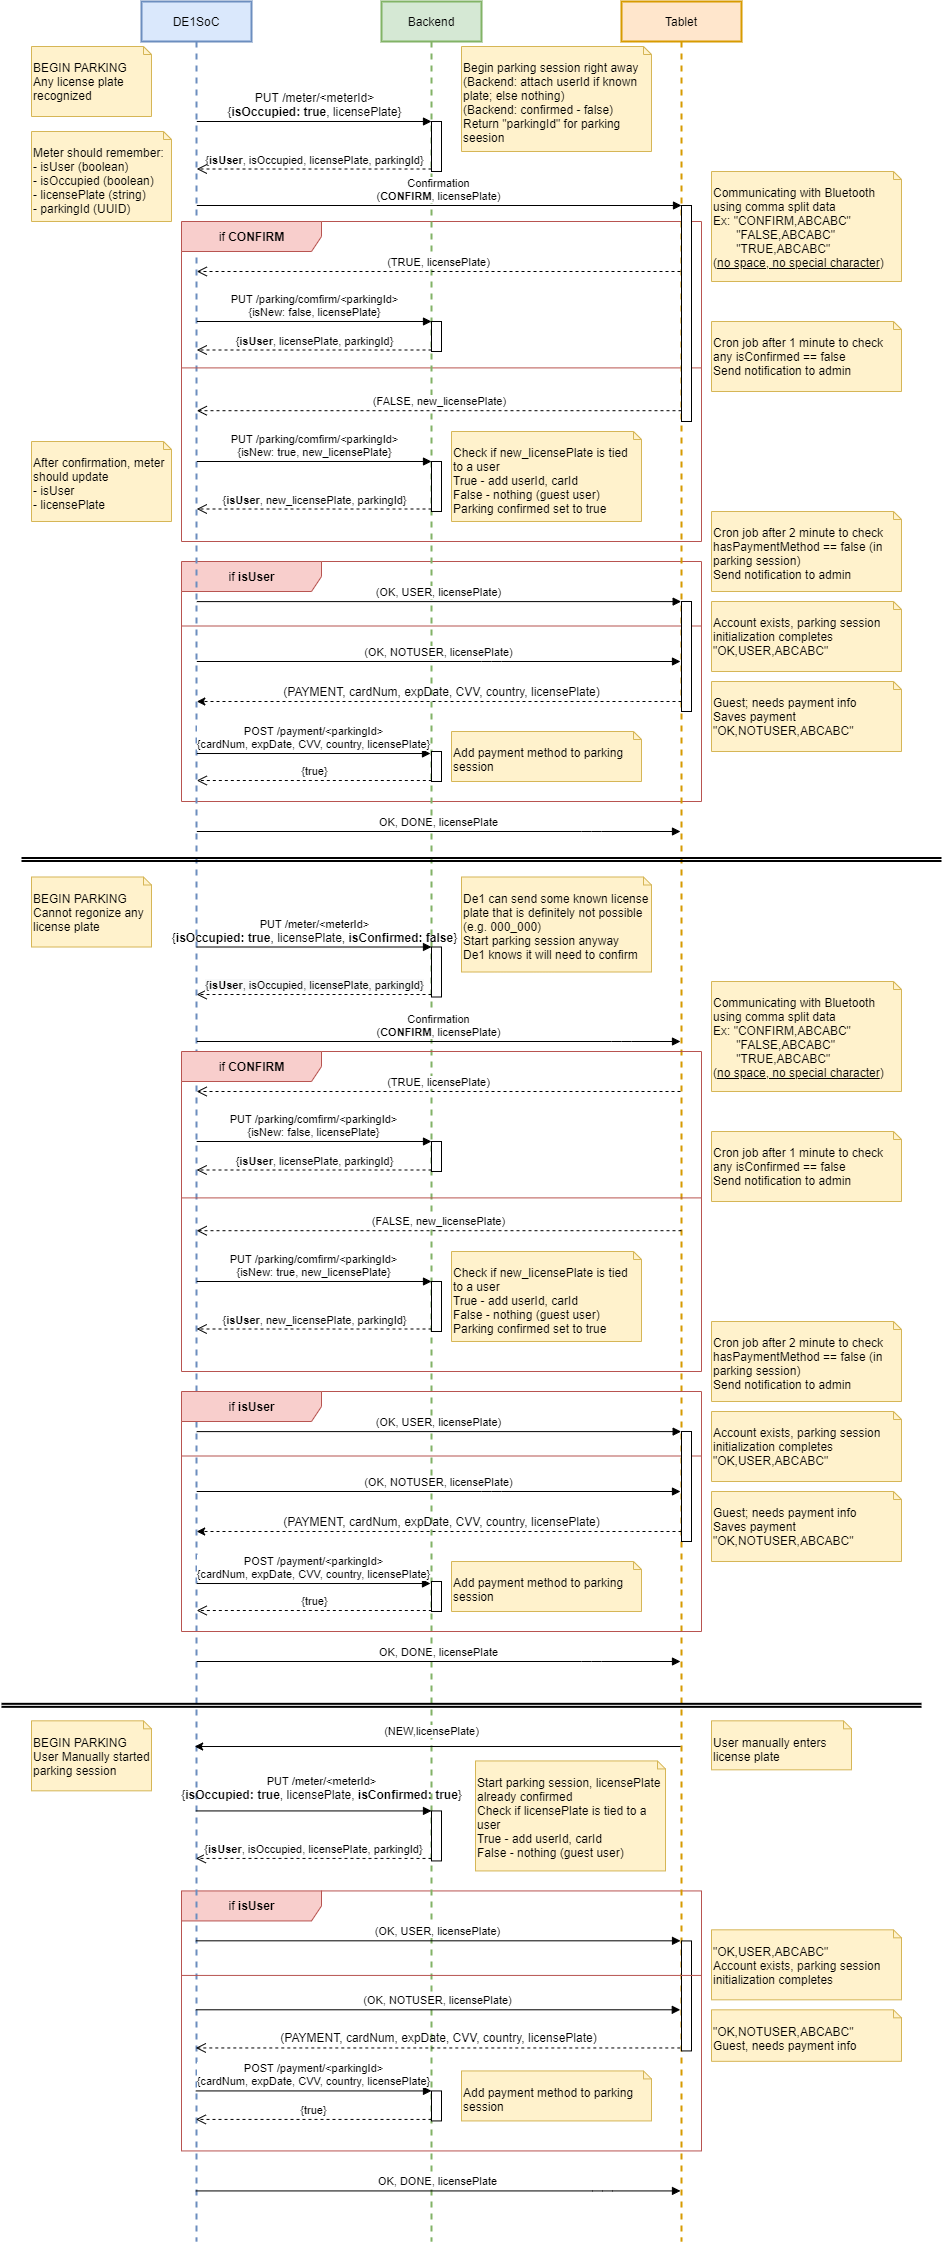 DE1SoC
Backend
Tablet
BEGIN PARKING
Any license plate
recognized
PUT /meter/<meterId>
{isOccupied: true, licensePlate}
Begin parking session right away
(Backend: attach userId if known
plate; else nothing)
(Backend: confirmed - false)
Return "parkingId" for parking
seesion
Meter should remember:
- isUser (boolean)
- isOccupied (boolean)
- licensePlate (string)
- parkingId (UUID)
{isUser, isOccupied, licensePlate, parkingId}
Confirmation
(CONFIRM, licensePlate)
Communicating with Bluetooth
using comma split data
Ex: "CONFIRM,ABCABC"
"FALSE,ABCABC"
"TRUE,ABCABC"
(no space, no special character)
if CONFIRM
(TRUE, licensePlate)
PUT /parking/comfirm/<parkingId>
{isNew: false, licensePlate}
{isUser, licensePlate, parkingId}
Cron job after 1 minute to check
any isConfirmed == false
Send notification to admin
(FALSE, new_licensePlate)
PUT /parking/comfirm/<parkingId>
{isNew: true, new_licensePlate}
{isUser, new_licensePlate, parkingId}
Check if new_licensePlate is tied
to a user
True - add userId, carId
False - nothing (guest user)
Parking confirmed set to true
After confirmation, meter
should update
- isUser
- licensePlate
Cron job after 2 minute to check
hasPaymentMethod == false (in
parking session)
Send notification to admin
if isUser
(OK, USER, licensePlate)
Account exists, parking session
initialization completes
"OK,USER,ABCABC"
(OK, NOTUSER, licensePlate)
(PAYMENT, cardNum, expDate, CVV, country, licensePlate)
Guest; needs payment info
Saves payment
"OK,NOTUSER,ABCABC"
POST /payment/<parkingId>
{cardNum, expDate, CVV, country, licensePlate}
Add payment method to parking
session
{true}
OK, DONE, licensePlate
BEGIN PARKING
Cannot regonize any
license plate
PUT /meter/<meterId>
{isOccupied: true, licensePlate, isConfirmed: false}
De1 can send some known license
plate that is definitely not possible
(e.g. 000_000)
Start parking session anyway
De1 knows it will need to confirm
{isUser, isOccupied, licensePlate, parkingId}
Confirmation
(CONFIRM, licensePlate)
Communicating with Bluetooth
using comma split data
Ex: "CONFIRM,ABCABC"
"FALSE,ABCABC"
"TRUE,ABCABC"
(no space, no special character)
if CONFIRM
(TRUE, licensePlate)
PUT /parking/comfirm/<parkingId>
{isNew: false, licensePlate}
{isUser, licensePlate, parkingId}
Cron job after 1 minute to check
any isConfirmed == false
Send notification to admin
(FALSE, new_licensePlate)
PUT /parking/comfirm/<parkingId>
{isNew: true, new_licensePlate}
{isUser, new_licensePlate, parkingId}
Check if new_licensePlate is tied
to a user
True - add userId, carId
False - nothing (guest user)
Parking confirmed set to true
Cron job after 2 minute to check
hasPaymentMethod == false (in
parking session)
Send notification to admin
if isUser
(OK, USER, licensePlate)
Account exists, parking session
initialization completes
"OK,USER,ABCABC"
(OK, NOTUSER, licensePlate)
(PAYMENT, cardNum, expDate, CVV, country, licensePlate)
Guest; needs payment info
Saves payment
"OK,NOTUSER,ABCABC"
POST /payment/<parkingId>
{cardNum, expDate, CVV, country, licensePlate}
Add payment method to parking
session
{true}
OK, DONE, licensePlate
BEGIN PARKING
User Manually started
parking session
(NEW,licensePlate)
User manually enters
license plate
PUT /meter/<meterId>
{isOccupied: true, licensePlate, isConfirmed: true}
Start parking session, licensePlate
already confirmed
Check if licensePlate is tied to a
user
True - add userId, carId
False - nothing (guest user)
{isUser, isOccupied, licensePlate, parkingId}
if isUser
(OK, USER, licensePlate)
"OK,USER,ABCABC"
Account exists, parking session
initialization completes
(OK, NOTUSER, licensePlate)
"OK,NOTUSER,ABCABC"
Guest, needs payment info
(PAYMENT, cardNum, expDate, CVV, country, licensePlate)
POST /payment/<parkingId>
{cardNum, expDate, CVV, country, licensePlate}
Add payment method to parking
session
{true}
OK, DONE, licensePlate